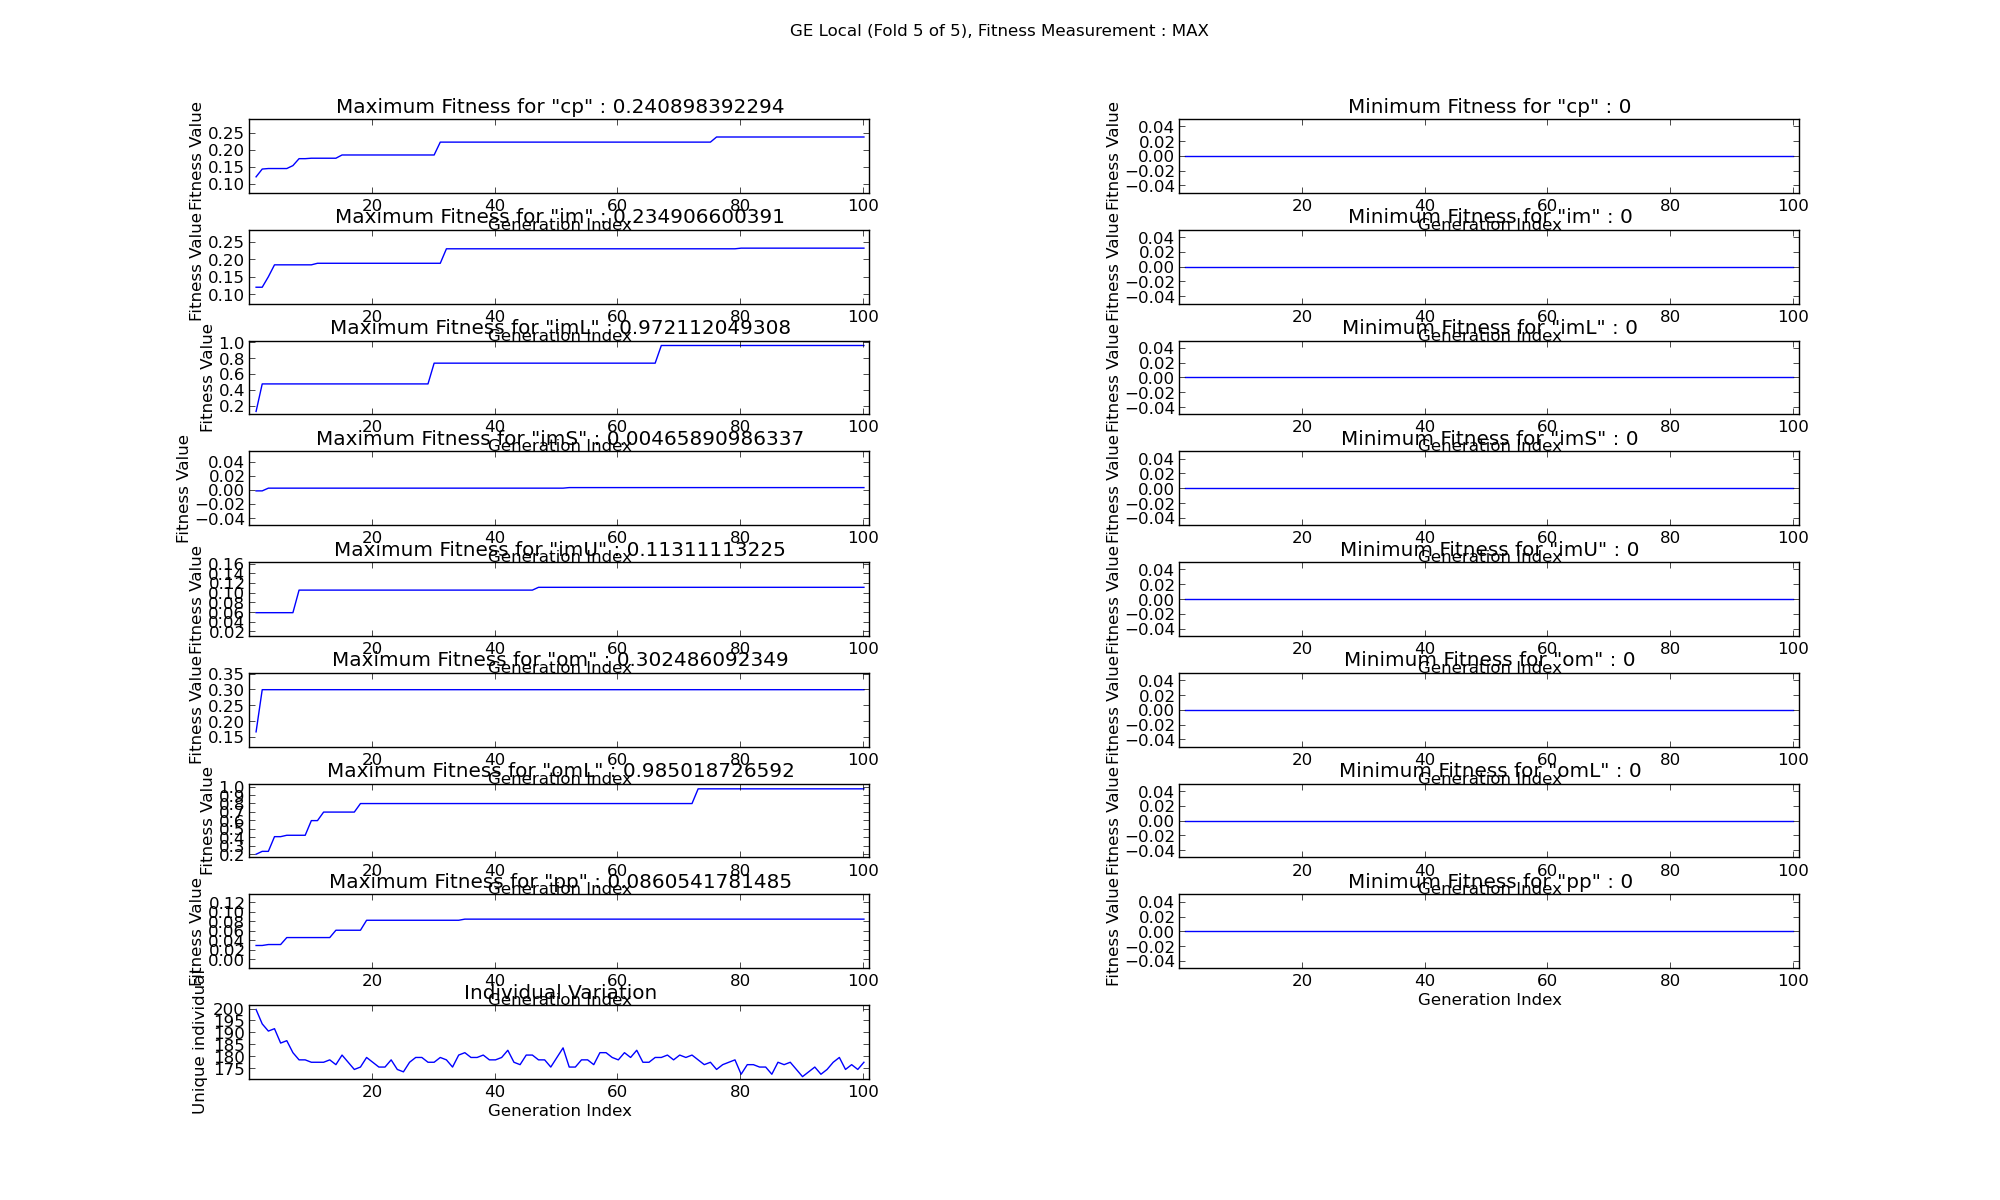 GE Local (Fold 5 of 5), Fitness Measurement : MAX
Maximum Fitness for "cp" : 0.240898392294
Fitness Value
0.25
0.20
0.15
0.10
20 40 60 80 100
Generation Index
Maximum Fitness for "im" : 0.234906600391
Fitness Value
0.25
0.20
0.15
0.10
20 40 60 80 100
Generation Index
Maximum Fitness for "imL" : 0.972112049308
Fitness Value
1.0
0.8
0.6
0.4
0.2
20 40 60 80 100
Generation Index
Maximum Fitness for "imS" : 0.00465890986337
Fitness Value
0.04
0.02
0.00
−0.02
−0.04
20 40 60 80 100
Generation Index
Maximum Fitness for "imU" : 0.11311113225
Fitness Value
0.16
0.14
0.12
0.10
0.08
0.06
0.04
0.02
20 40 60 80 100
Generation Index
Maximum Fitness for "om" : 0.302486092349
Fitness Value
0.35
0.30
0.25
0.20
0.15
20 40 60 80 100
Generation Index
Maximum Fitness for "omL" : 0.985018726592
Fitness Value
1.0
0.9
0.8
0.7
0.6
0.5
0.4
0.3
0.2
20 40 60 80 100
Generation Index
Maximum Fitness for "pp" : 0.0860541781485
Fitness Value
0.12
0.10
0.08
0.06
0.04
0.02
0.00
20 40 60 80 100
Generation Index
Individual Variation
Unique individual
200
195
190
185
180
175
20 40 60 80 100
Generation Index
Minimum Fitness for "cp" : 0
Fitness Value
0.04
0.02
0.00
−0.02
−0.04
20 40 60 80 100
Generation Index
Minimum Fitness for "im" : 0
Fitness Value
0.04
0.02
0.00
−0.02
−0.04
20 40 60 80 100
Generation Index
Minimum Fitness for "imL" : 0
Fitness Value
0.04
0.02
0.00
−0.02
−0.04
20 40 60 80 100
Generation Index
Minimum Fitness for "imS" : 0
Fitness Value
0.04
0.02
0.00
−0.02
−0.04
20 40 60 80 100
Generation Index
Minimum Fitness for "imU" : 0
Fitness Value
0.04
0.02
0.00
−0.02
−0.04
20 40 60 80 100
Generation Index
Minimum Fitness for "om" : 0
Fitness Value
0.04
0.02
0.00
−0.02
−0.04
20 40 60 80 100
Generation Index
Minimum Fitness for "omL" : 0
Fitness Value
0.04
0.02
0.00
−0.02
−0.04
20 40 60 80 100
Generation Index
Minimum Fitness for "pp" : 0
Fitness Value
0.04
0.02
0.00
−0.02
−0.04
20 40 60 80 100
Generation Index